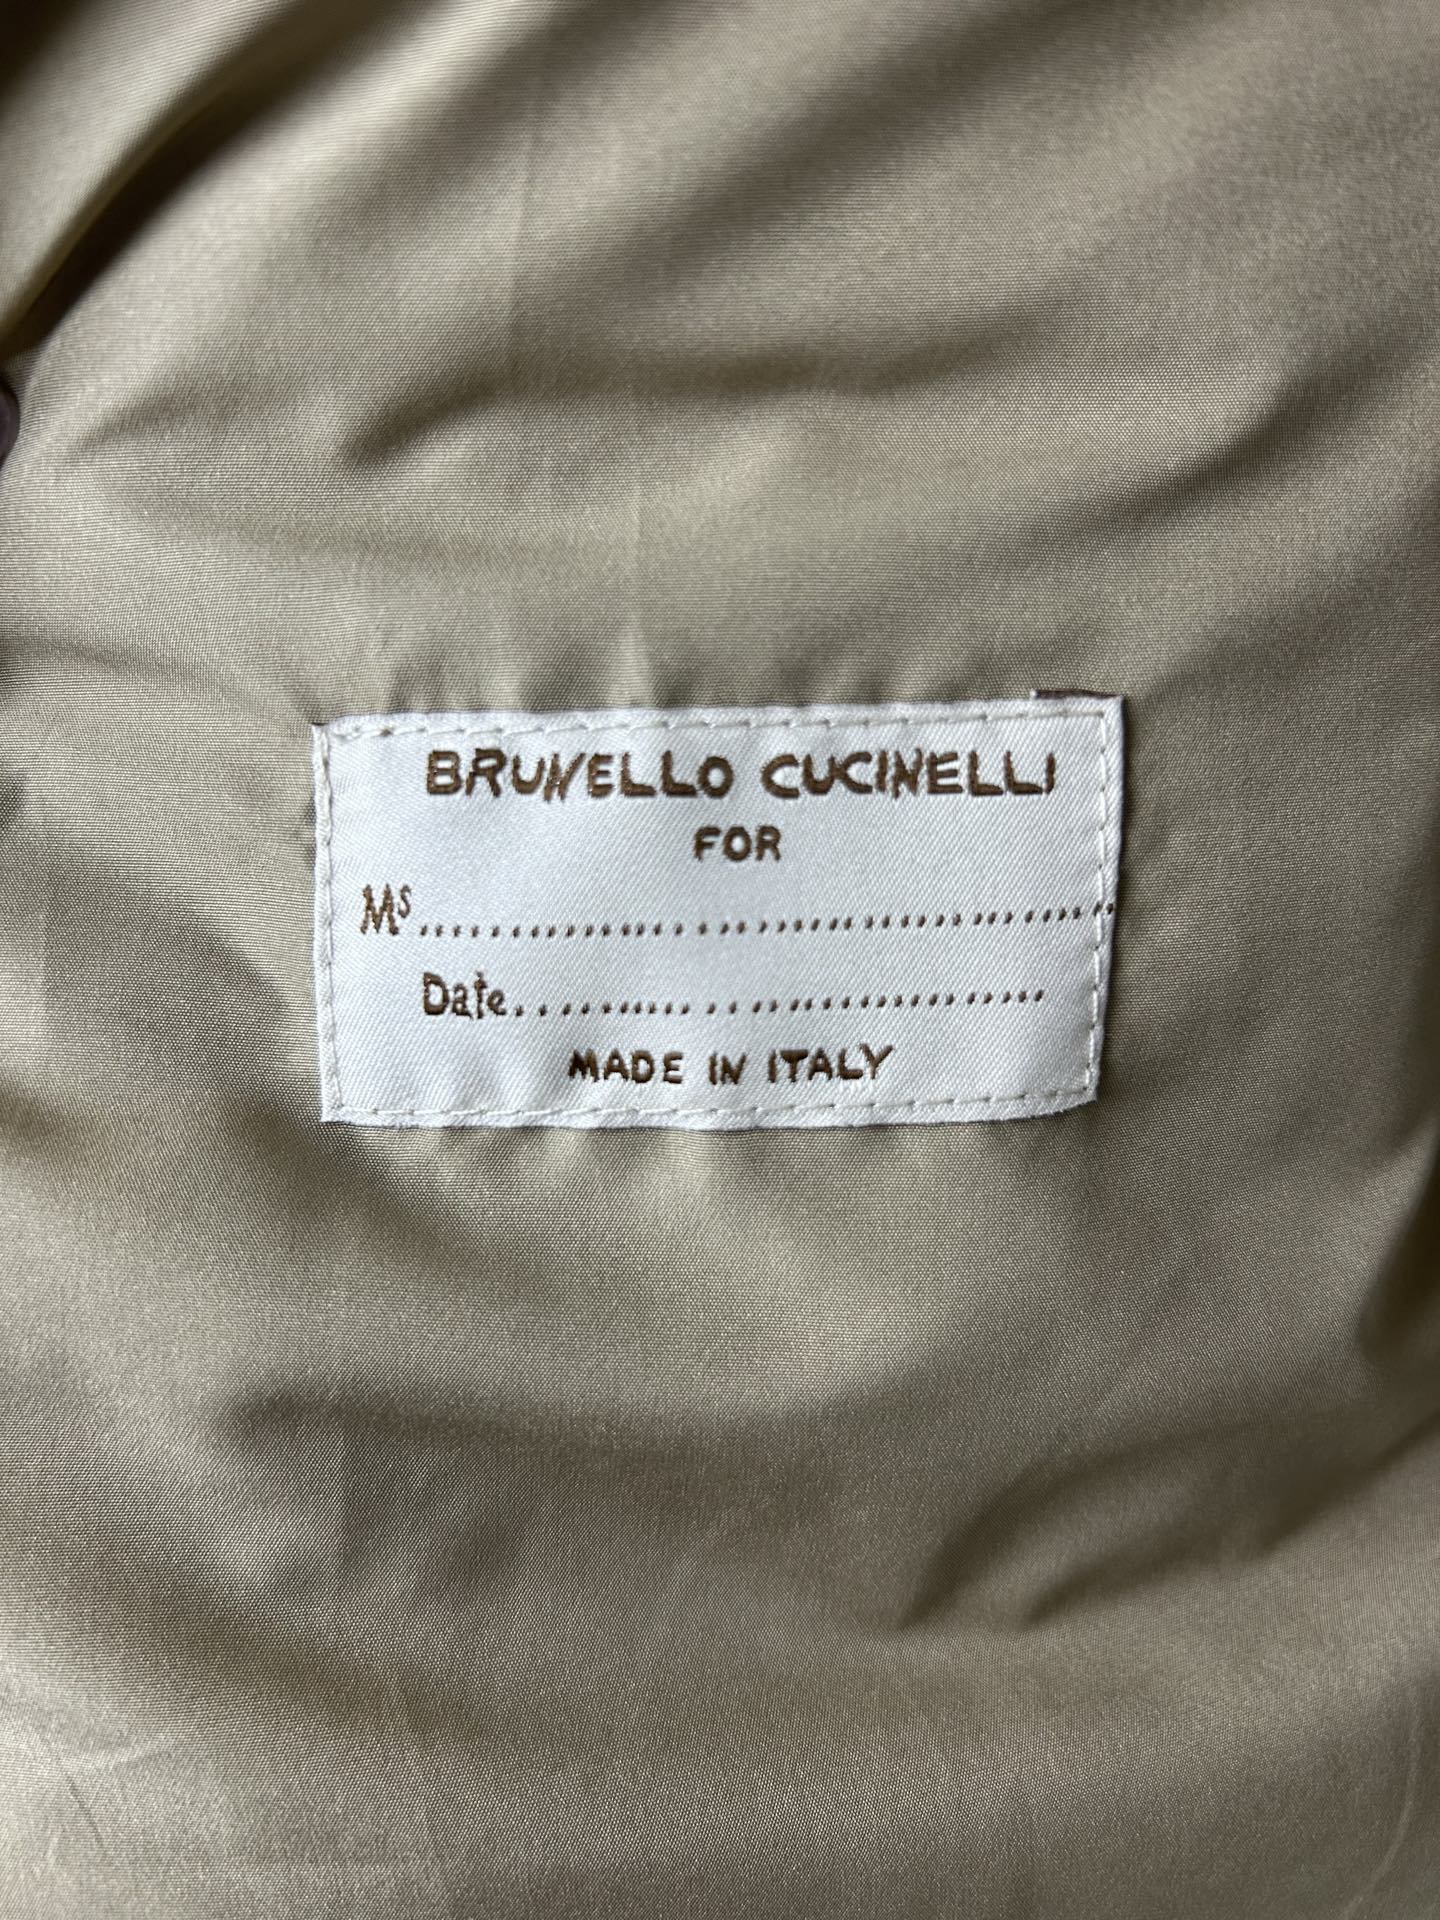 BRUNELLO CUCINELLI
FOR
Ms.......................................
Date..............................
MADE IN ITALY